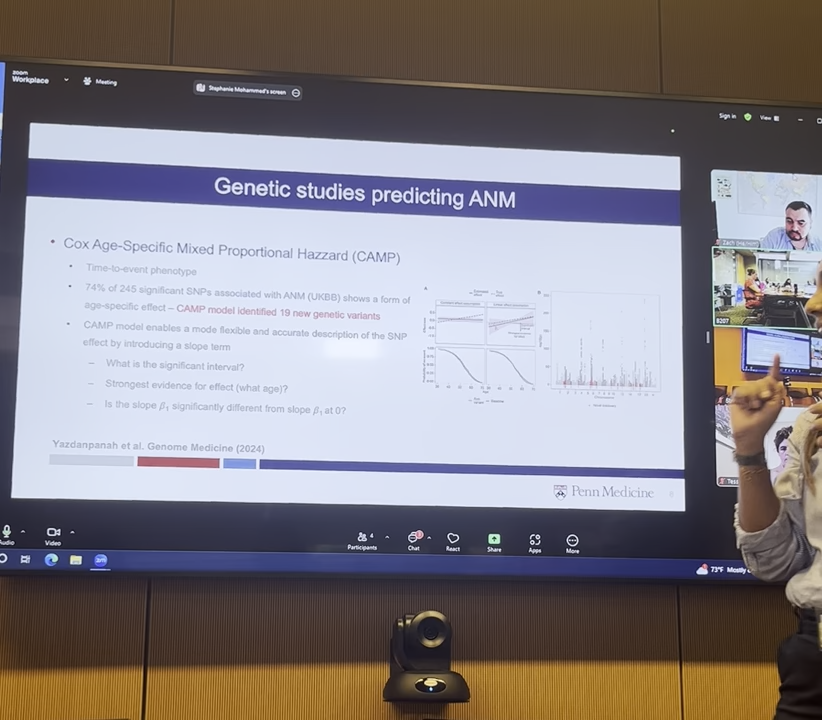 zoom
Workplace
Meeting
Stephanie Mohammed's screen
Sign in
View
Genetic studies predicting ANM
• Cox Age-Specific Mixed Proportional Hazzard (CAMP)
• Time-to-event phenotype
• 74% of 245 significant SNPs associated with ANM (UKBB) shows a form of
age-specific effect – CAMP model identified 19 new genetic variants
• CAMP model enables a mode flexible and accurate description of the SNP
effect by introducing a slope term
– What is the significant interval?
– Strongest evidence for effect (what age)?
– Is the slope β₁ significantly different from slope β₁ at 0?
Yazdanpanah et al. Genome Medicine (2024)
Penn Medicine
A
B
B207
Audio
Video
Participants
4
Chat
React
Share
Apps
More
zm
73°F Mostly